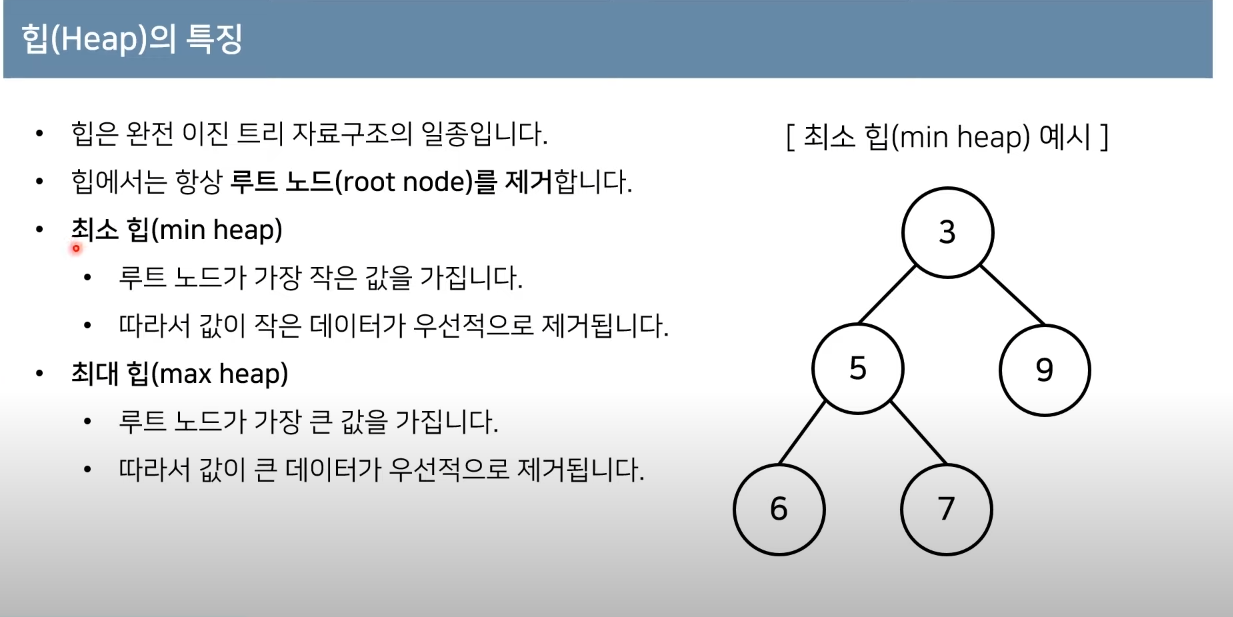 힙(Heap)의 특징
• 힙은 완전 이진 트리 자료구조의 일종입니다.
• 힙에서는 항상 루트 노드(root node)를 제거합니다.
• 최소 힙(min heap)
• 루트 노드가 가장 작은 값을 가집니다.
• 따라서 값이 작은 데이터가 우선적으로 제거됩니다.
• 최대 힙(max heap)
• 루트 노드가 가장 큰 값을 가집니다.
• 따라서 값이 큰 데이터가 우선적으로 제거됩니다.
[ 최소 힙(min heap) 예시 ]
3
5 9
6 7